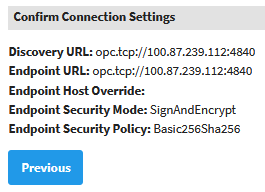 Confirm Connection Settings
Discovery URL: opc.tcp://100.87.239.112:4840
Endpoint URL: opc.tcp://100.87.239.112:4840
Endpoint Host Override:
Endpoint Security Mode: SignAndEncrypt
Endpoint Security Policy: Basic256Sha256
Previous